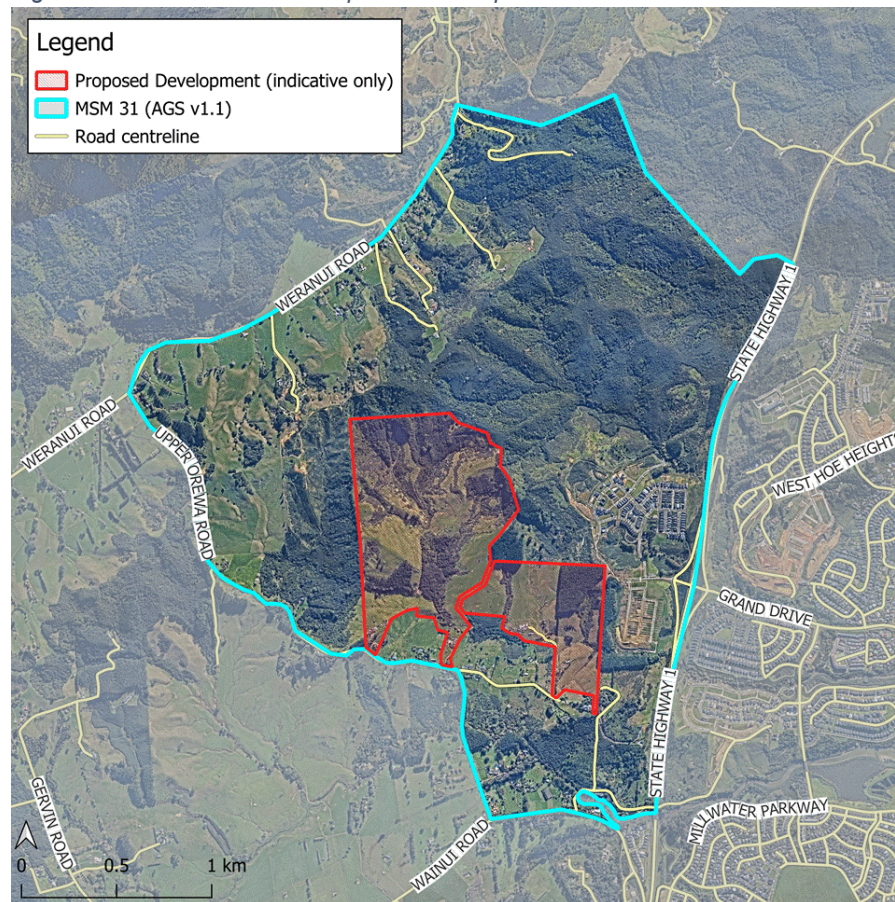 Legend
Proposed Development (indicative only)
MSM 31 (AGS v1.1)
Road centreline
WERANUI ROAD
STATE HIGHWAY 1
WERANUI ROAD
UPPER OREWA ROAD
WEST HOE HEIGHT
GRAND DRIVE
STATE HIGHWAY 1
GERVIN ROAD
MILLWATER PARKWAY
WAINUI ROAD
0 0.5 1 km